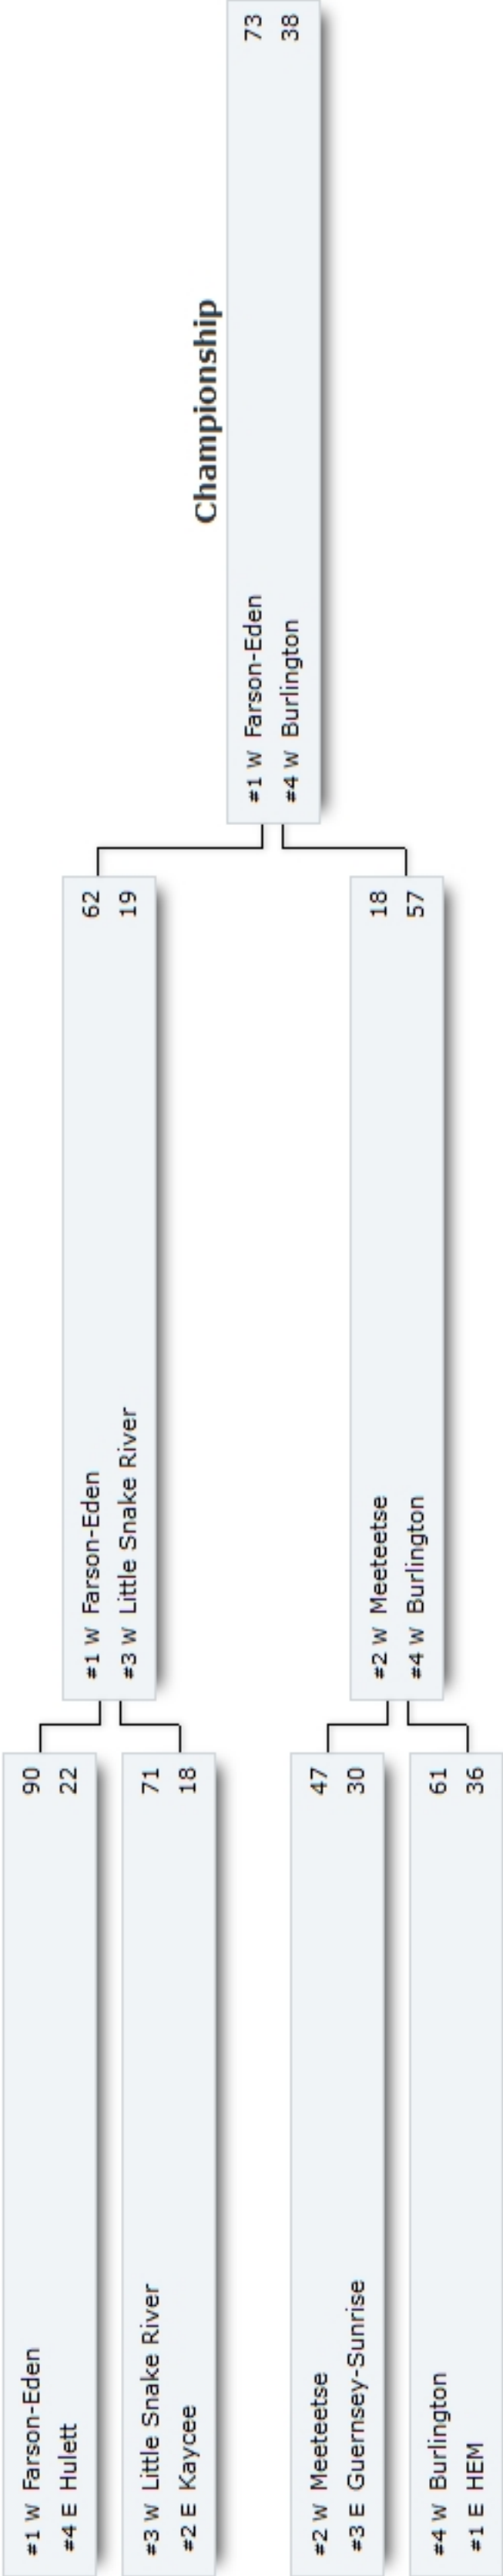 #1 W Farson-Eden 90
#4 E Hulett 22
#3 W Little Snake River 71
#2 E Kaycee 18
#2 W Meeteetse 47
#3 E Guernsey-Sunrise 30
#4 W Burlington 61
#1 E HEM 36
#1 W Farson-Eden 62
#3 W Little Snake River 19
#2 W Meeteetse 18
#4 W Burlington 57
Championship
#1 W Farson-Eden 73
#4 W Burlington 38